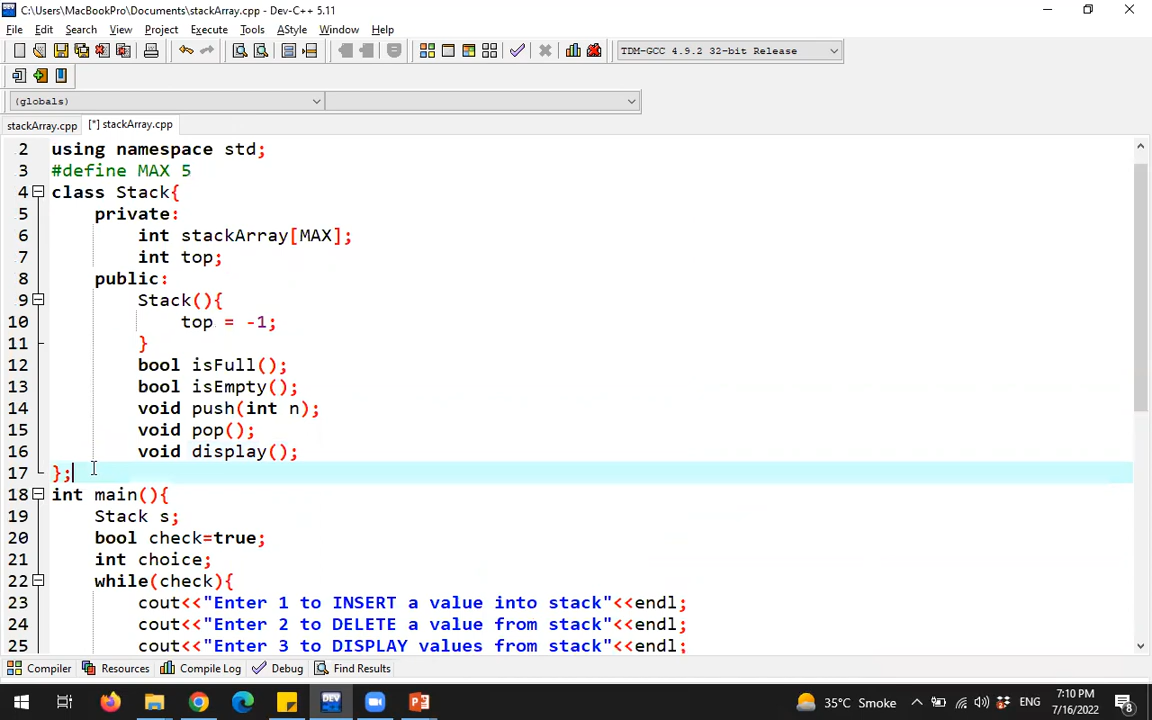 C:\Users\MacBookPro\Documents\stackArray.cpp - Dev-C++ 5.11
File Edit Search View Project Execute Tools AStyle Window Help
TDM-GCC 4.9.2 32-bit Release
(globals)
stackArray.cpp [*] stackArray.cpp
2 using namespace std;
3 #define MAX 5
4 class Stack{
5 private:
6 int stackArray[MAX];
7 int top;
8 public:
9 Stack(){
10 top = -1;
11 }
12 bool isFull();
13 bool isEmpty();
14 void push(int n);
15 void pop();
16 void display();
17 };
18 int main(){
19 Stack s;
20 bool check=true;
21 int choice;
22 while(check){
23 cout<<"Enter 1 to INSERT a value into stack"<<endl;
24 cout<<"Enter 2 to DELETE a value from stack"<<endl;
25 cout<<"Enter 3 to DISPLAY values from stack"<<endl;
Compiler Resources Compile Log Debug Find Results
DEV 35°C Smoke ENG 7:10 PM
7/16/2022 8